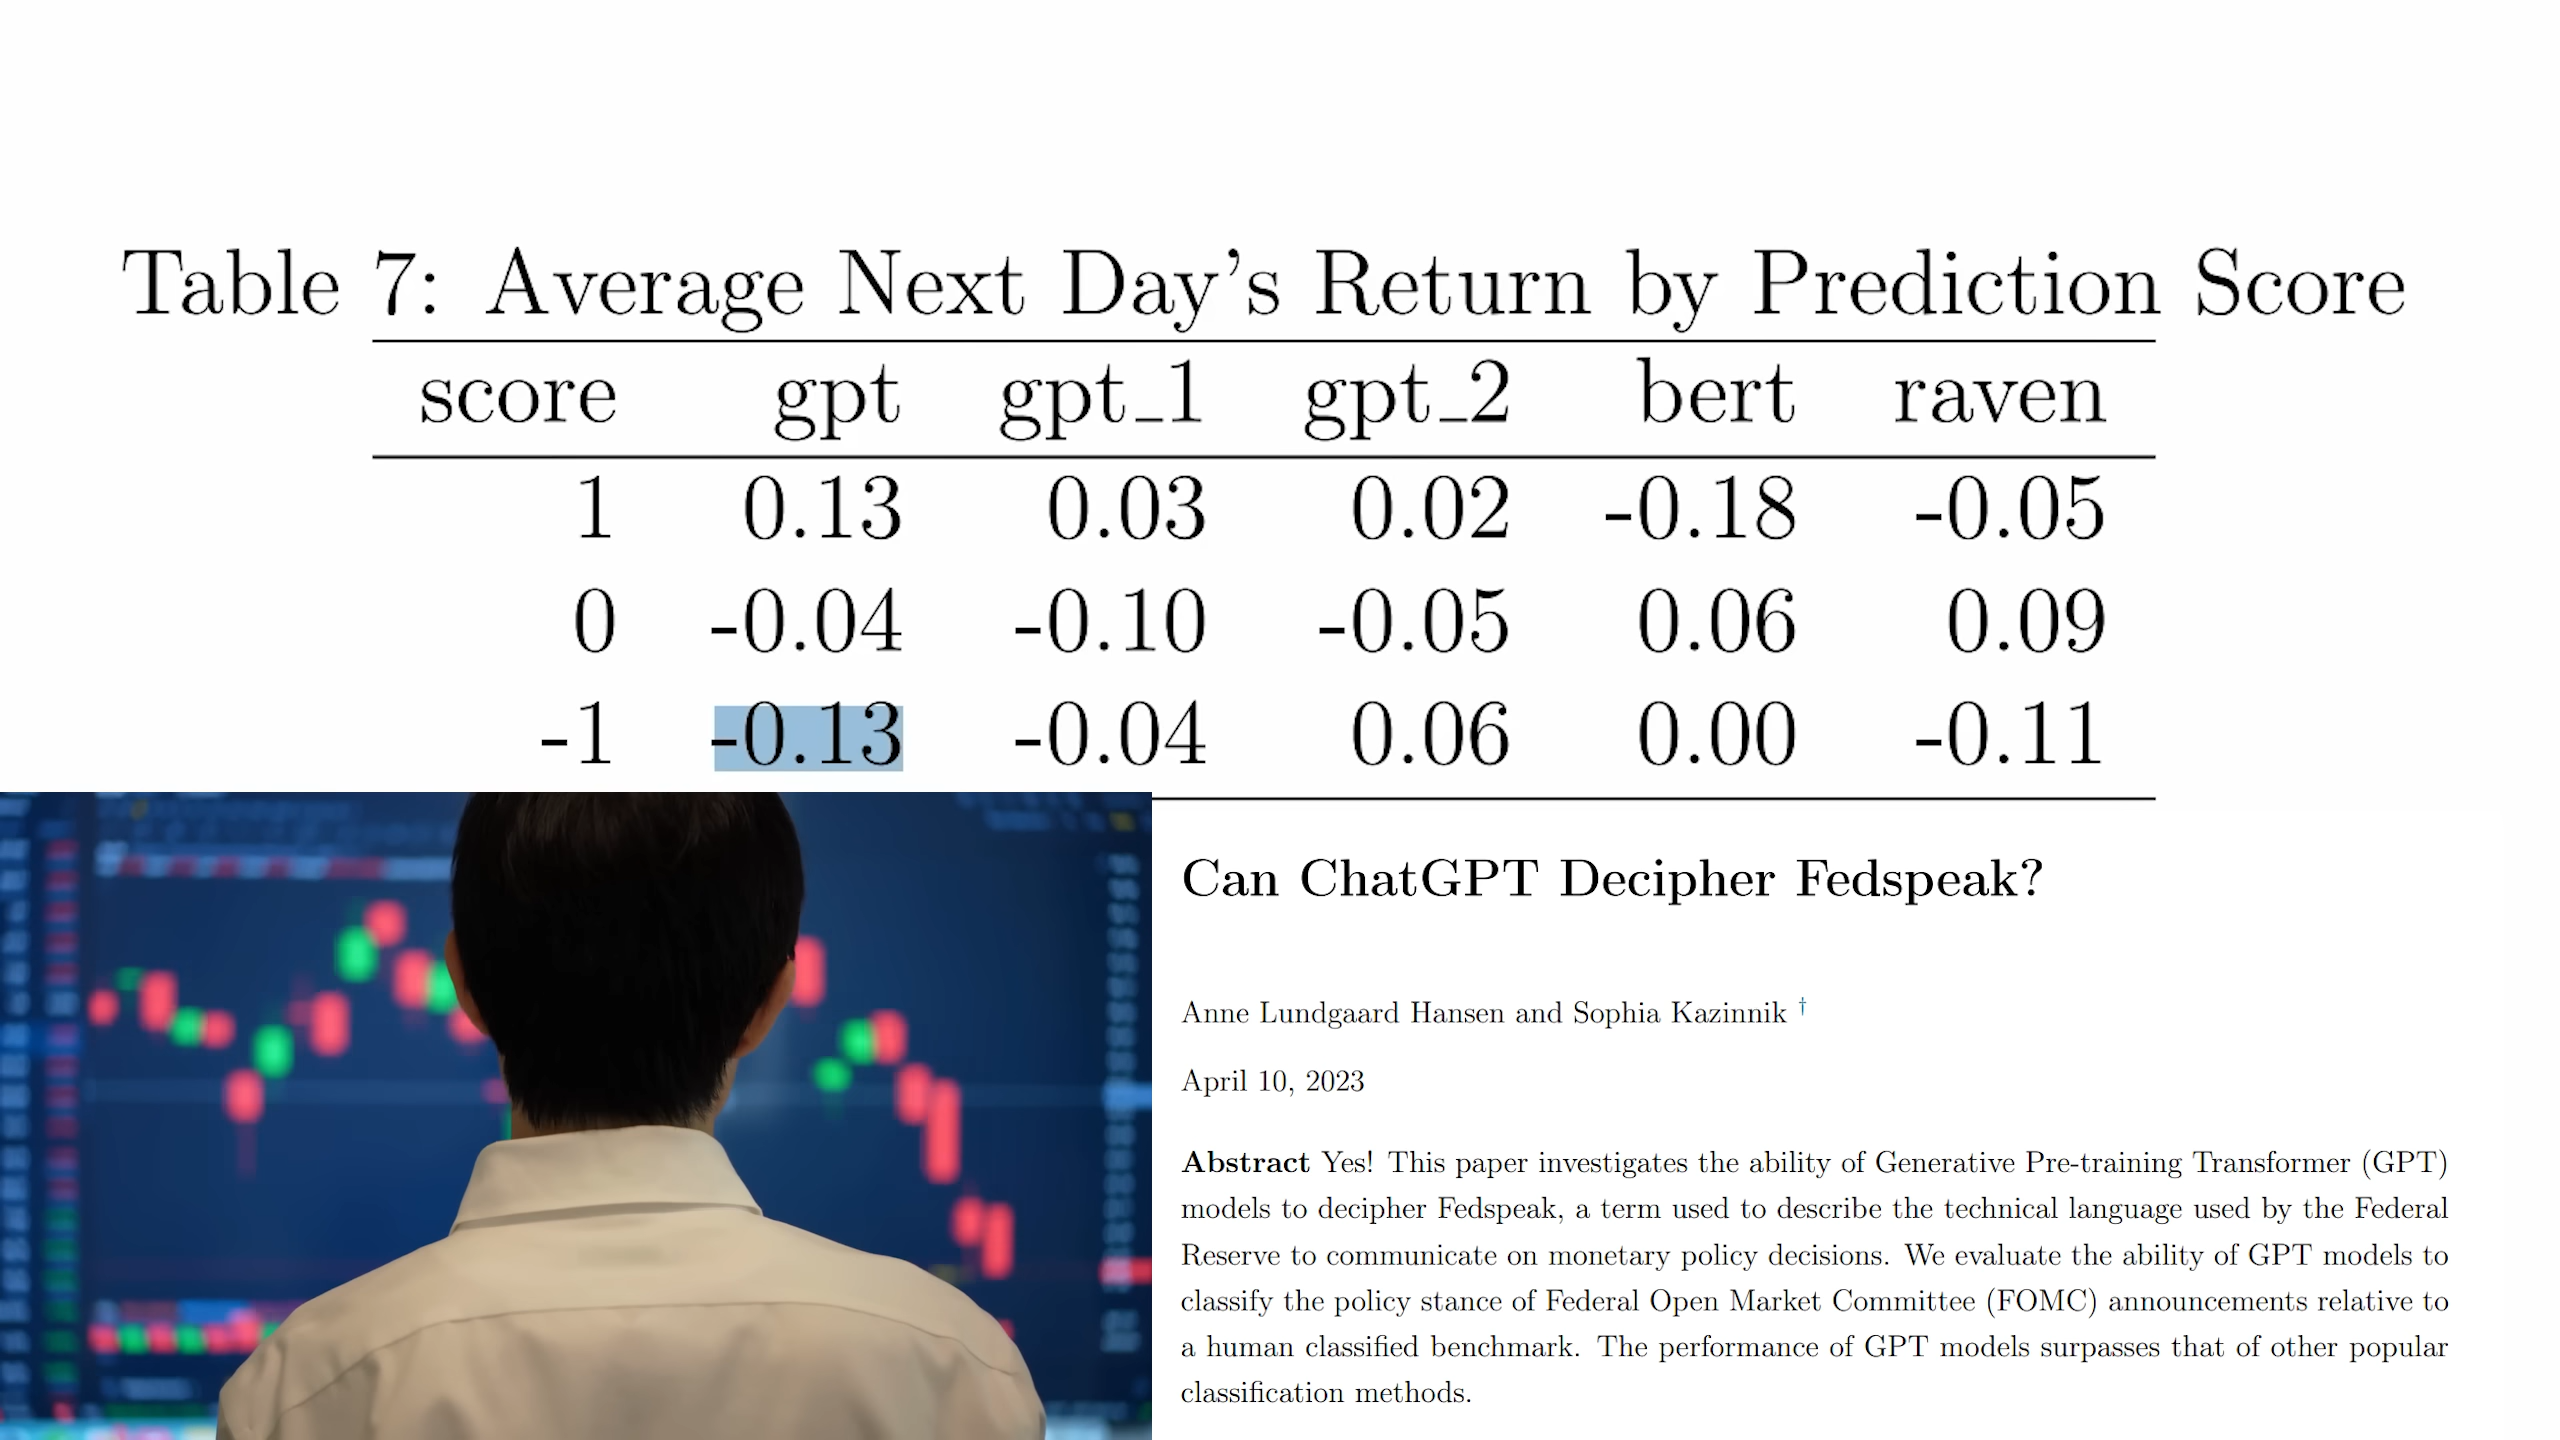 Table 7: Average Next Day's Return by Prediction Score
score gpt gpt_1 gpt_2 bert raven
1 0.13 0.03 0.02 -0.18 -0.05
0 -0.04 -0.10 -0.05 0.06 0.09
-1 -0.13 -0.04 0.06 0.00 -0.11
Can ChatGPT Decipher Fedspeak?
Anne Lundgaard Hansen and Sophia Kazinnik †
April 10, 2023
Abstract Yes! This paper investigates the ability of Generative Pre-training Transformer (GPT)
models to decipher Fedspeak, a term used to describe the technical language used by the Federal
Reserve to communicate on monetary policy decisions. We evaluate the ability of GPT models to
classify the policy stance of Federal Open Market Committee (FOMC) announcements relative to
a human classified benchmark. The performance of GPT models surpasses that of other popular
classification methods.